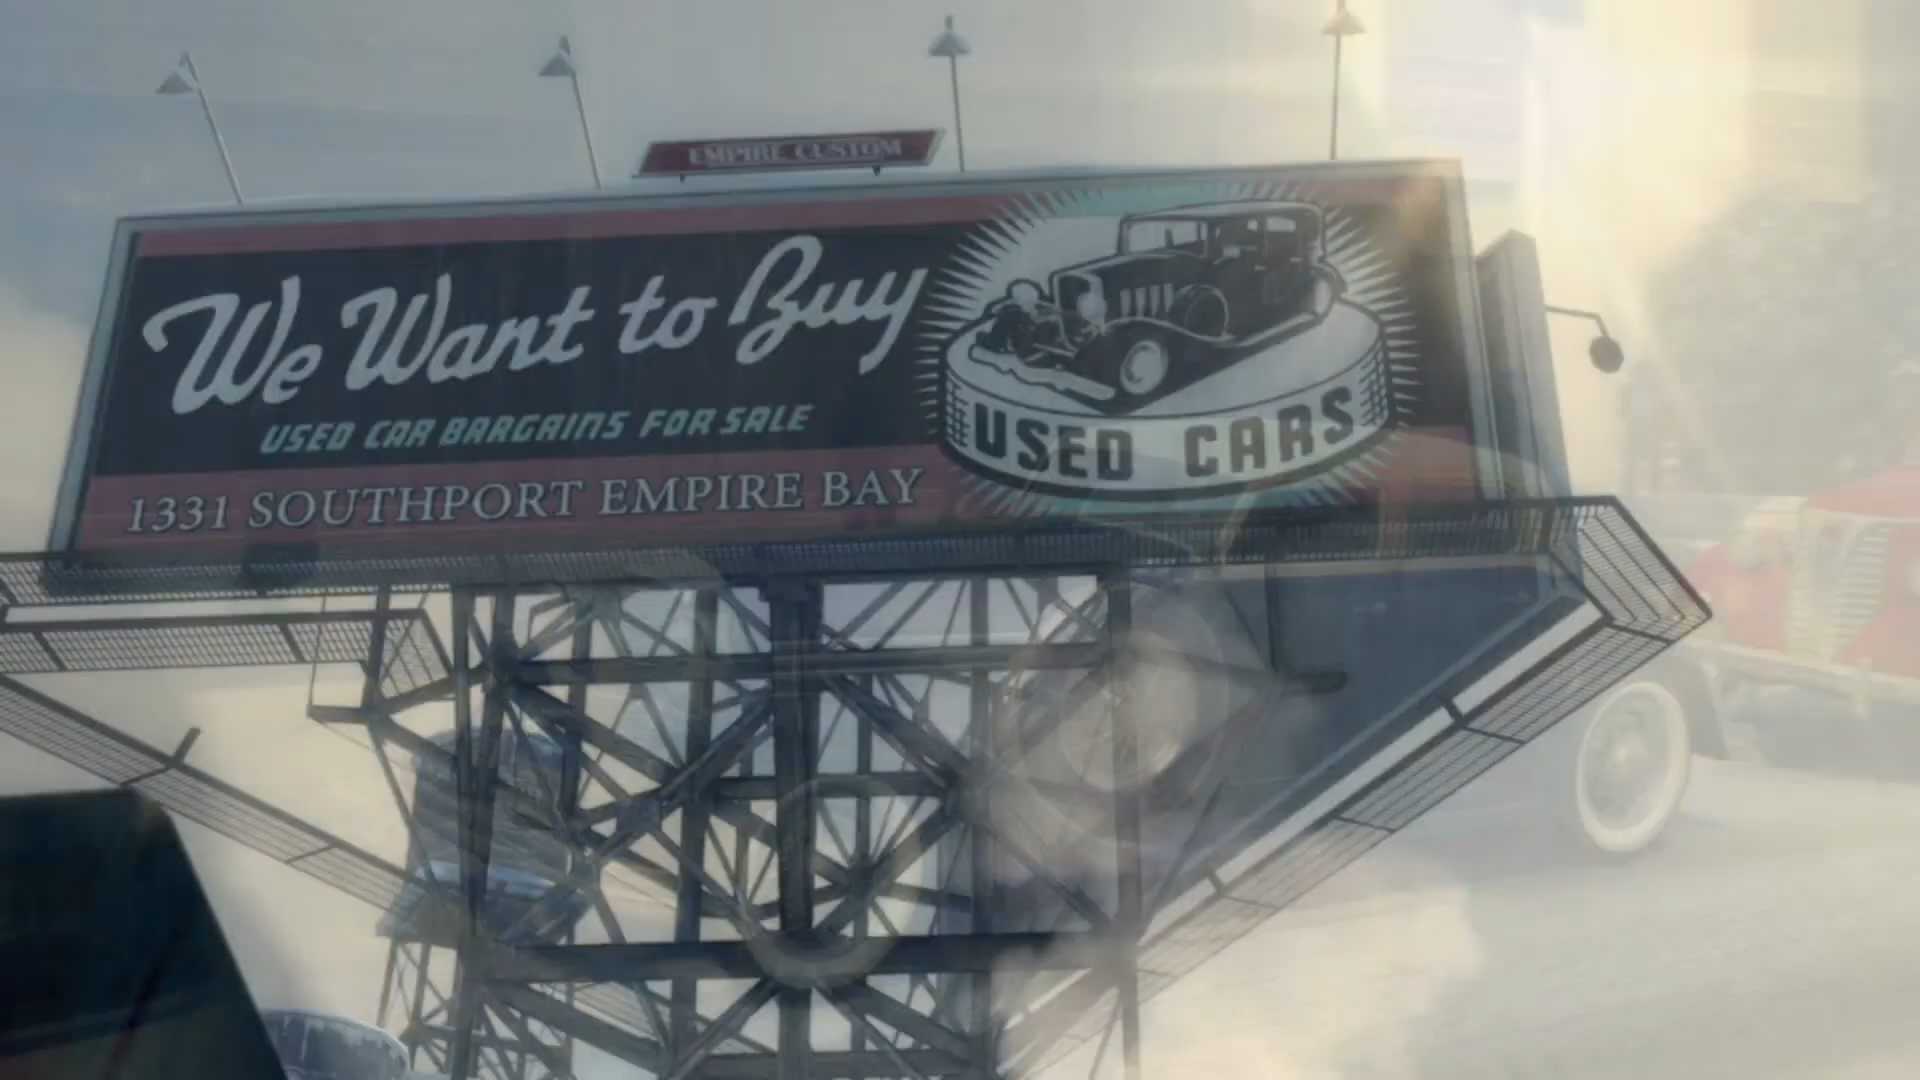 EMPIRE CUSTOM
We Want to Buy
USED CAR BARGAINS FOR SALE
1331 SOUTHPORT EMPIRE BAY
USED CARS